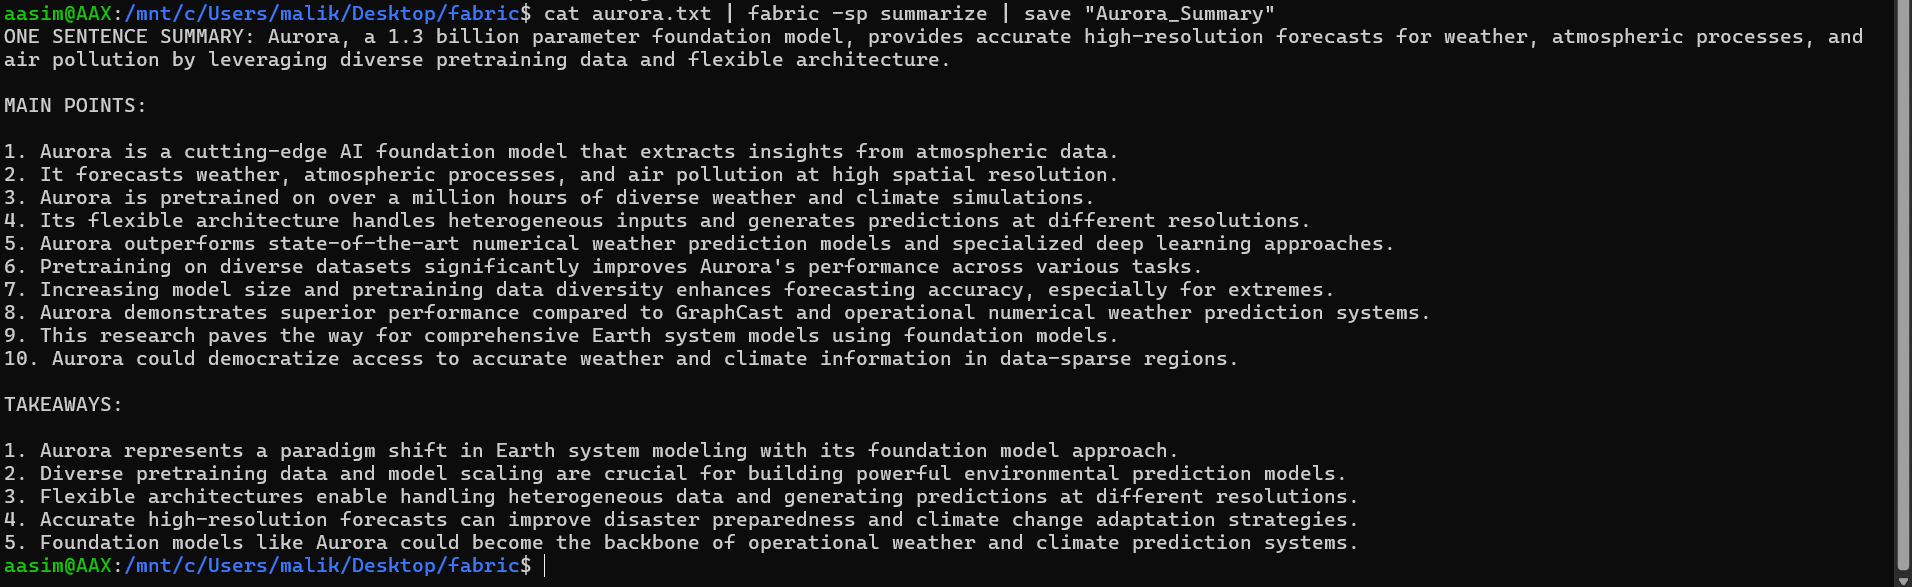 aasim@AAX:/mnt/c/Users/malik/Desktop/fabric$ cat aurora.txt | fabric -sp summarize | save "Aurora_Summary"
ONE SENTENCE SUMMARY: Aurora, a 1.3 billion parameter foundation model, provides accurate high-resolution forecasts for weather, atmospheric processes, and
air pollution by leveraging diverse pretraining data and flexible architecture.
MAIN POINTS:
1. Aurora is a cutting-edge AI foundation model that extracts insights from atmospheric data.
2. It forecasts weather, atmospheric processes, and air pollution at high spatial resolution.
3. Aurora is pretrained on over a million hours of diverse weather and climate simulations.
4. Its flexible architecture handles heterogeneous inputs and generates predictions at different resolutions.
5. Aurora outperforms state-of-the-art numerical weather prediction models and specialized deep learning approaches.
6. Pretraining on diverse datasets significantly improves Aurora's performance across various tasks.
7. Increasing model size and pretraining data diversity enhances forecasting accuracy, especially for extremes.
8. Aurora demonstrates superior performance compared to GraphCast and operational numerical weather prediction systems.
9. This research paves the way for comprehensive Earth system models using foundation models.
10. Aurora could democratize access to accurate weather and climate information in data-sparse regions.
TAKEAWAYS:
1. Aurora represents a paradigm shift in Earth system modeling with its foundation model approach.
2. Diverse pretraining data and model scaling are crucial for building powerful environmental prediction models.
3. Flexible architectures enable handling heterogeneous data and generating predictions at different resolutions.
4. Accurate high-resolution forecasts can improve disaster preparedness and climate change adaptation strategies.
5. Foundation models like Aurora could become the backbone of operational weather and climate prediction systems.
aasim@AAX:/mnt/c/Users/malik/Desktop/fabric$